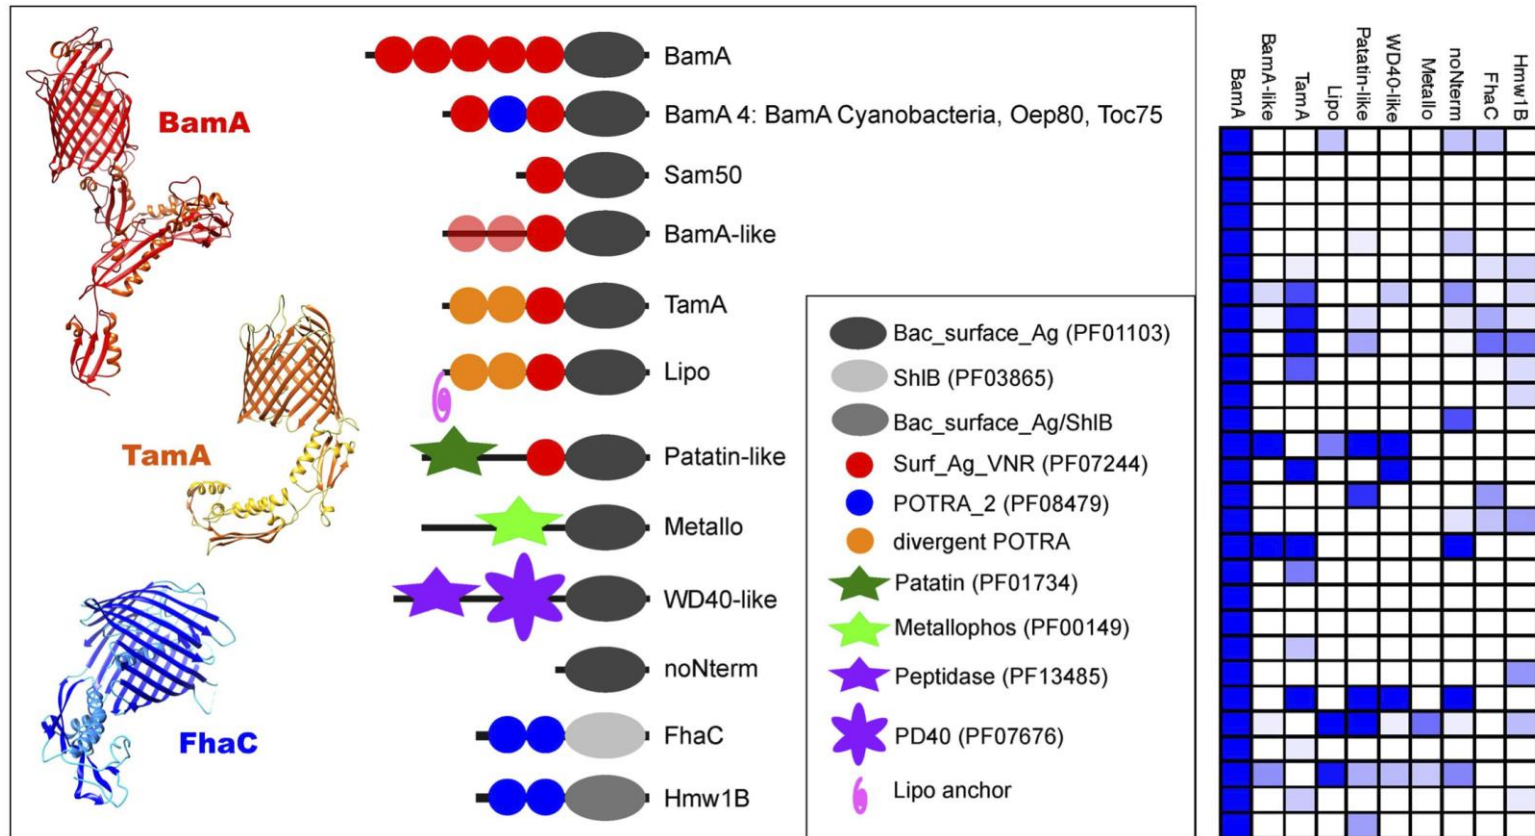 BamA
TamA
FhaC
BamA
BamA 4: BamA Cyanobacteria, Oep80, Toc75
Sam50
BamA-like
TamA
Lipo
Patatin-like
Metallo
WD40-like
noNterm
FhaC
Hmw1B
Bac_surface_Ag (PF01103)
ShlB (PF03865)
Bac_surface_Ag/ShlB
Surf_Ag_VNR (PF07244)
POTRA_2 (PF08479)
divergent POTRA
Patatin (PF01734)
Metallophos (PF00149)
Peptidase (PF13485)
PD40 (PF07676)
Lipo anchor
BamA
BamA-like
TamA
Lipo
Patatin-like
WD40-like
Metallo
noNterm
FhaC
Hmw1B